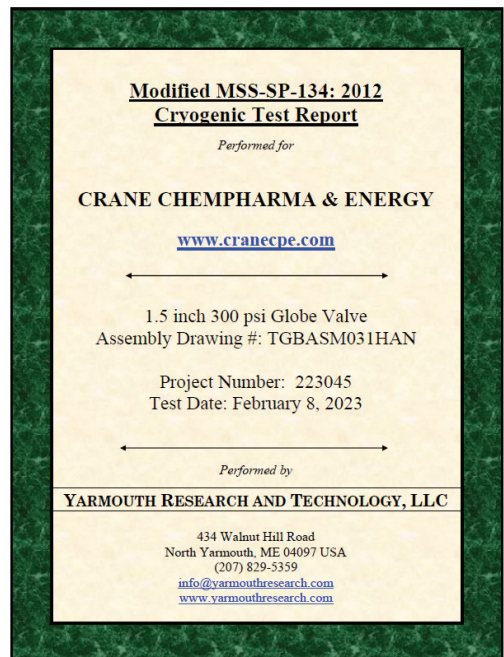 Modified MSS-SP-134: 2012
Cryogenic Test Report
Performed for
CRANE CHEMPHARMA & ENERGY
www.cranecpe.com
1.5 inch 300 psi Globe Valve
Assembly Drawing #: TGBASM031HAN
Project Number: 223045
Test Date: February 8, 2023
Performed by
YARMOUTH RESEARCH AND TECHNOLOGY, LLC
434 Walnut Hill Road
North Yarmouth, ME 04097 USA
(207) 829-5359
info@yarmouthresearch.com
www.yarmouthresearch.com